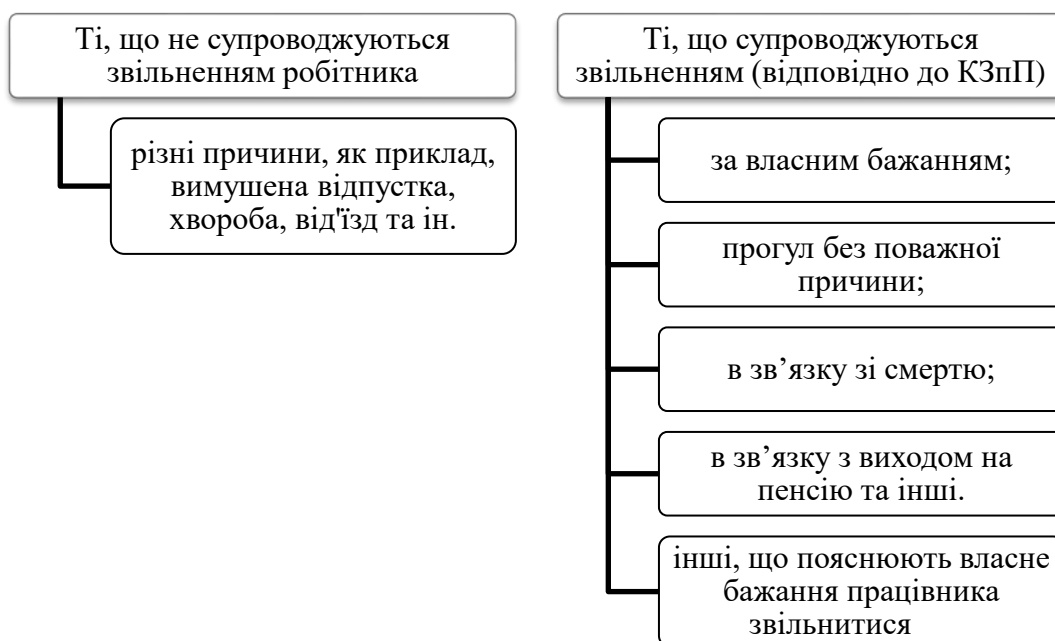 Ті, що не супроводжуються
звільненням робітника
різні причини, як приклад,
вимушена відпустка,
хвороба, від'їзд та ін.
Ті, що супроводжуються
звільненням (відповідно до КЗпП)
за власним бажанням;
прогул без поважної
причини;
в зв’язку зі смертю;
в зв’язку з виходом на
пенсію та інші.
інші, що пояснюють власне
бажання працівника
звільнитися